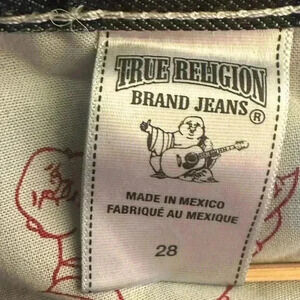 TRUE RELIGION
BRAND JEANS®
MADE IN MEXICO
FABRIQUÉ AU MEXIQUE
28